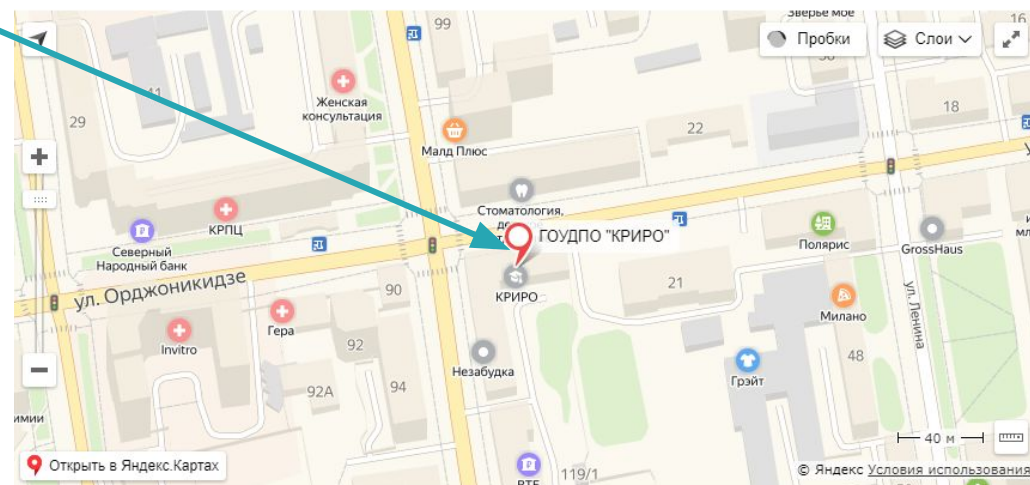 Зверье мое
16
99
Пробки
Слои
41
Женская
консультация
18
29
22
Малд Плюс
Стоматология,
ГОУДПО "КРИРО"
КРПЦ
Северный
Народный банк
Полярис
GrossHaus
ул. Орджоникидзе
КРИРО
21
90
Милано
ул. Ленина
Invitro
Гера
92
Незабудка
48
Грэйт
92А
94
40 м
Открыть в Яндекс.Картах
119/1
© Яндекс Условия использования